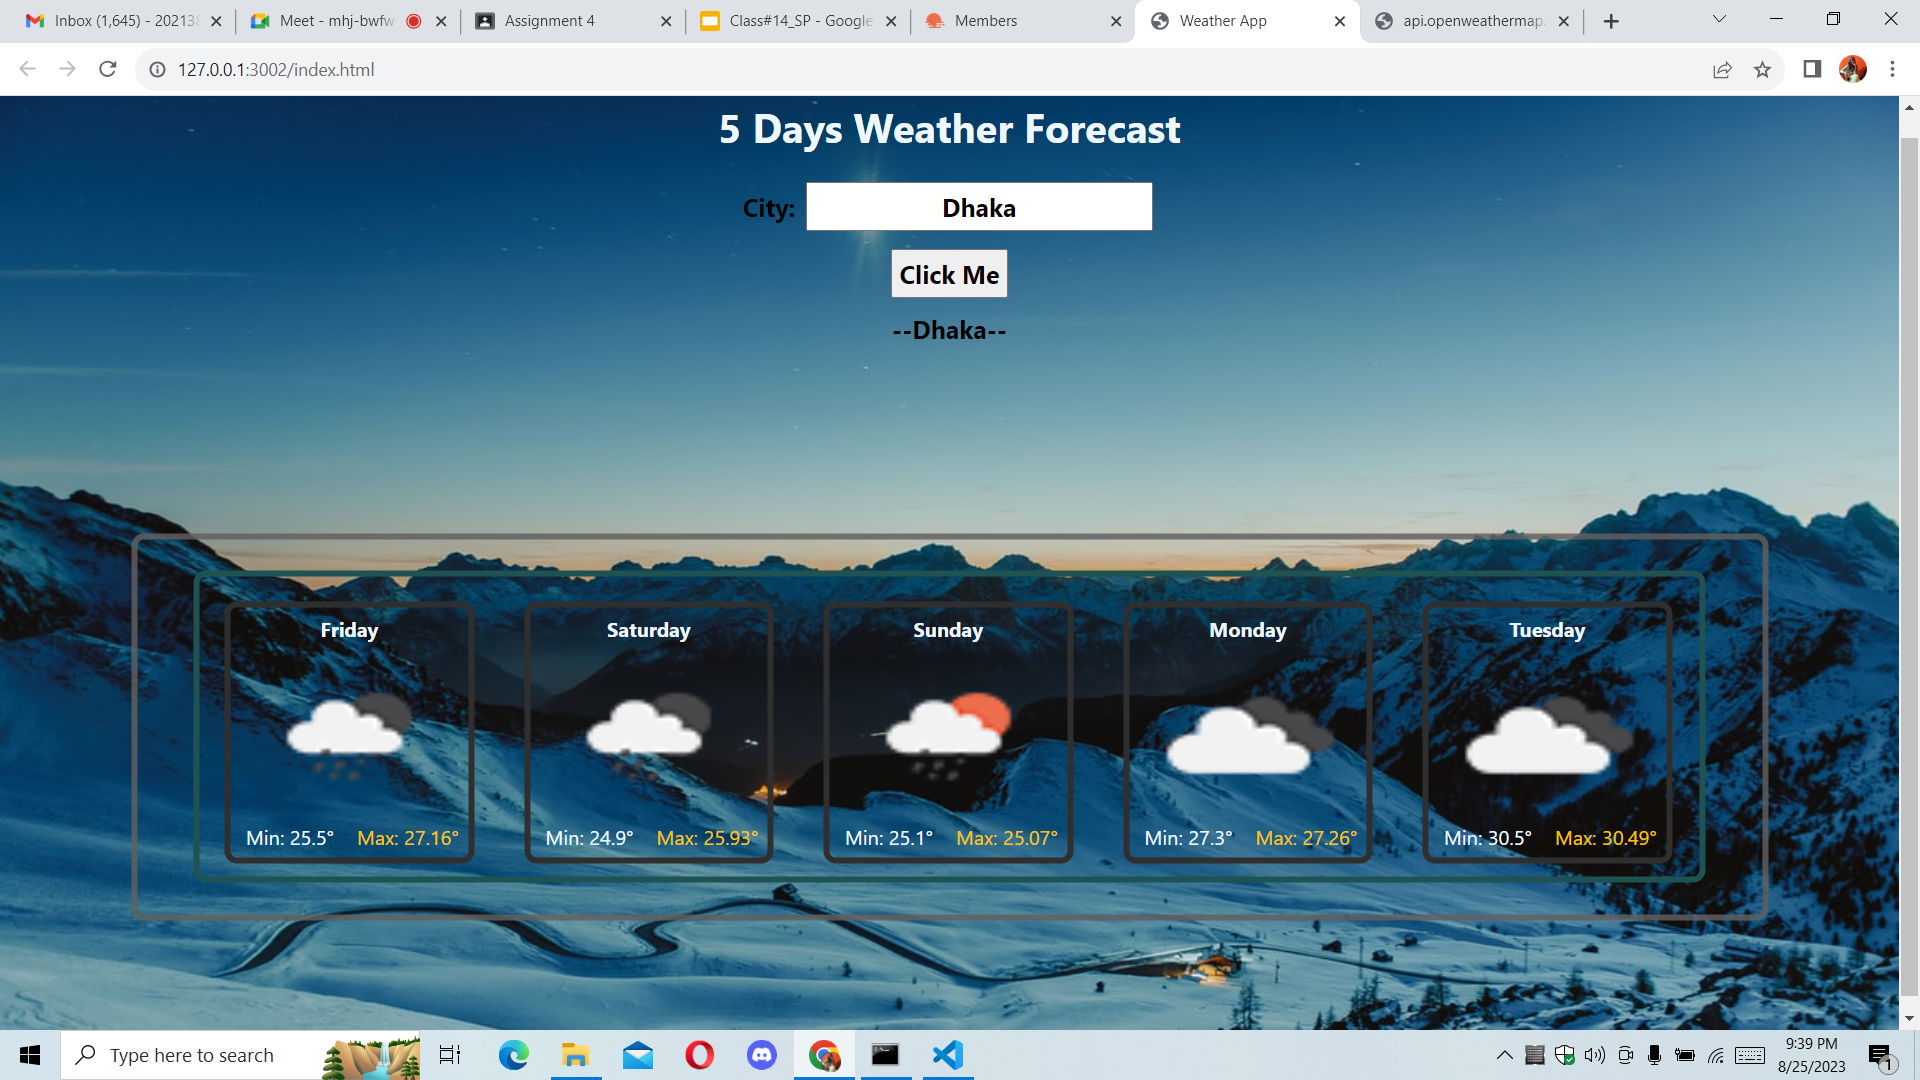 Inbox (1,645) - 202138
Meet - mhj-bwfw-
Assignment 4
Class#14_SP - Google
Members
Weather App
api.openweathermap.
127.0.0.1:3002/index.html
5 Days Weather Forecast
City:
Dhaka
Click Me
--Dhaka--
Friday
Min: 25.5°
Max: 27.16°
Saturday
Min: 24.9°
Max: 25.93°
Sunday
Min: 25.1°
Max: 25.07°
Monday
Min: 27.3°
Max: 27.26°
Tuesday
Min: 30.5°
Max: 30.49°
Type here to search
9:39 PM
8/25/2023
1